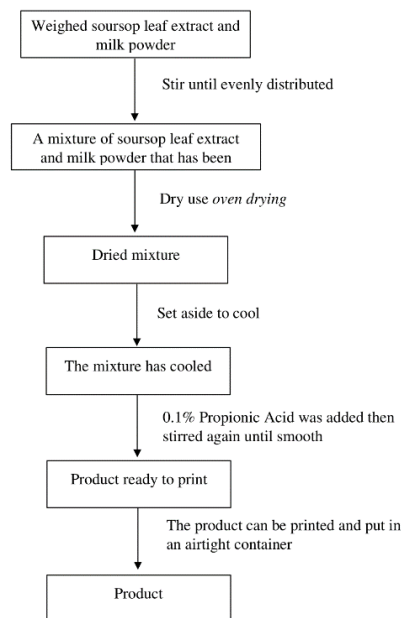 Weighed soursop leaf extract and
milk powder
Stir until evenly distributed
A mixture of soursop leaf extract
and milk powder that has been
Dry use oven drying
Dried mixture
Set aside to cool
The mixture has cooled
0.1% Propionic Acid was added then
stirred again until smooth
Product ready to print
The product can be printed and put in
an airtight container
Product